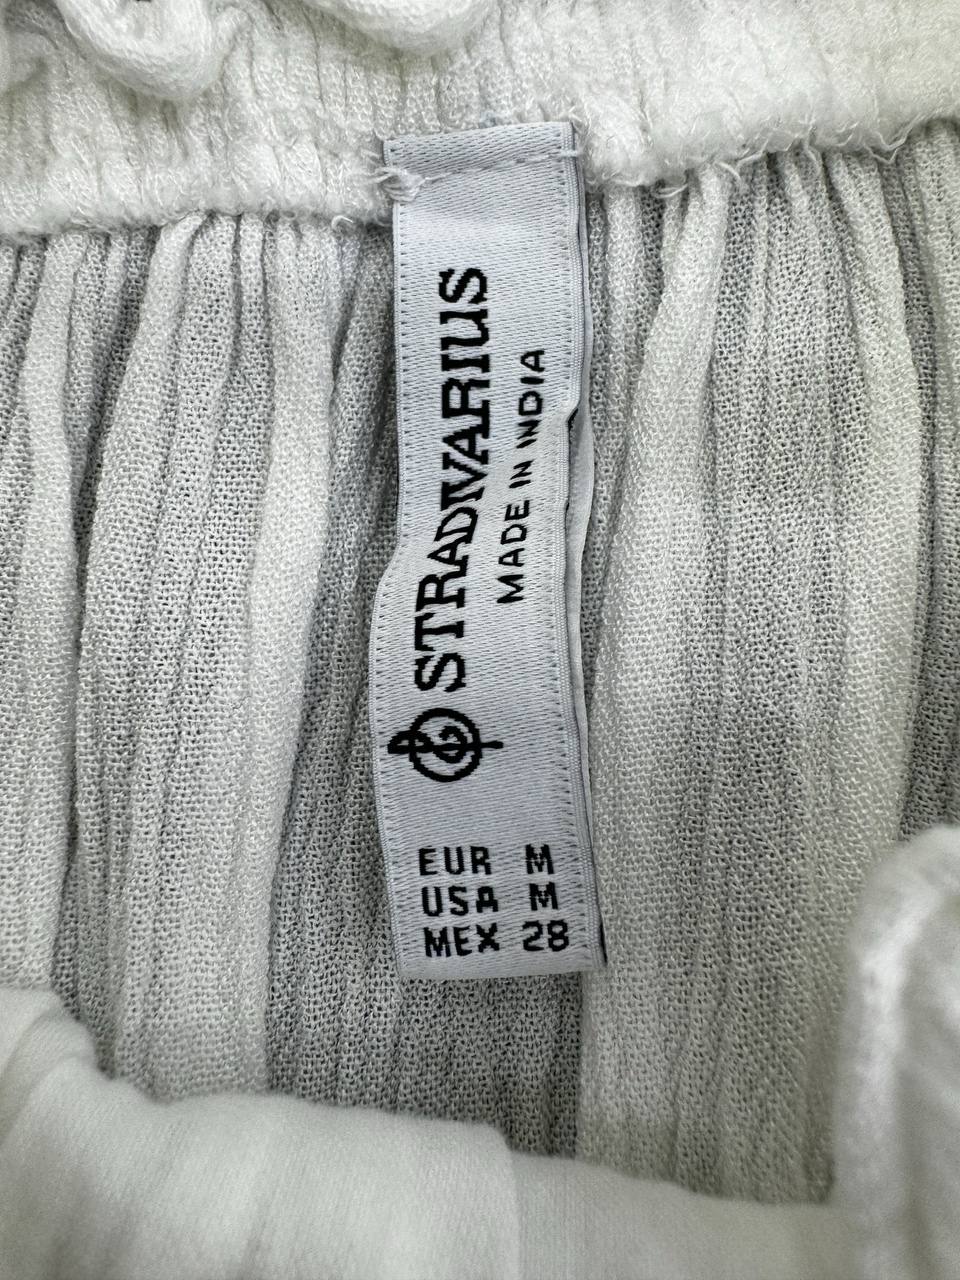 STRADIVARIUS
MADE IN INDIA
EUR M
USA M
MEX 28